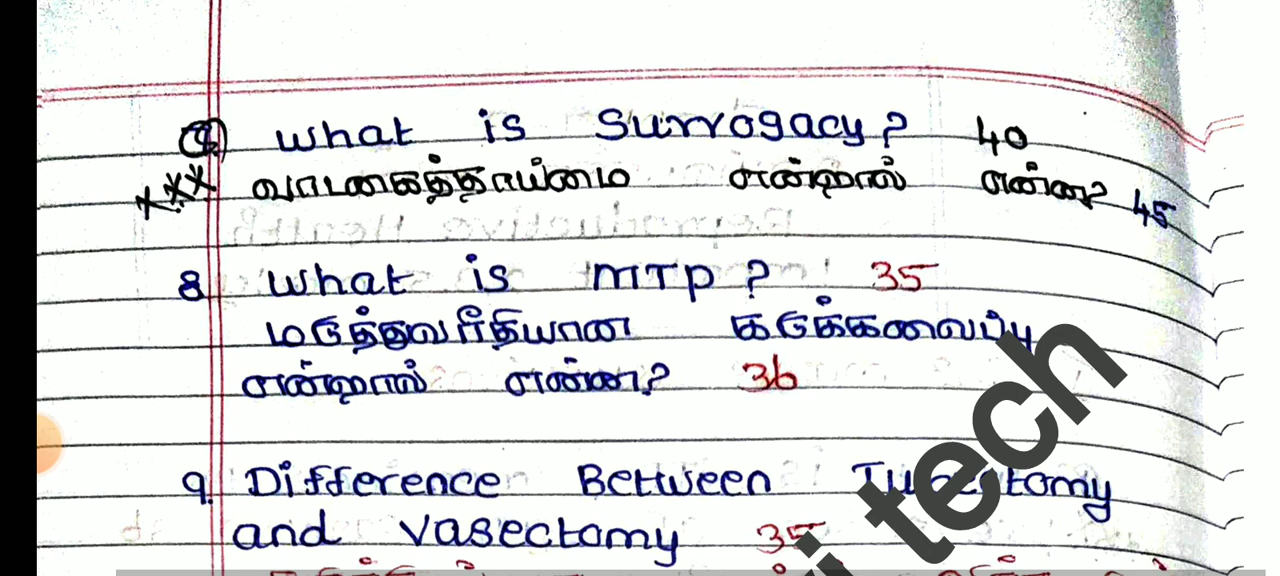 What is Surrogacy? 40
வாடகைத்தாய்மை என்றால் என்ன? 45
8. What is MTP? 35
மருத்துவரீதியான கருக்கலைப்பு
என்றால் என்ன? 36
9. Difference Between Tubectomy
and Vasectomy 35
tech